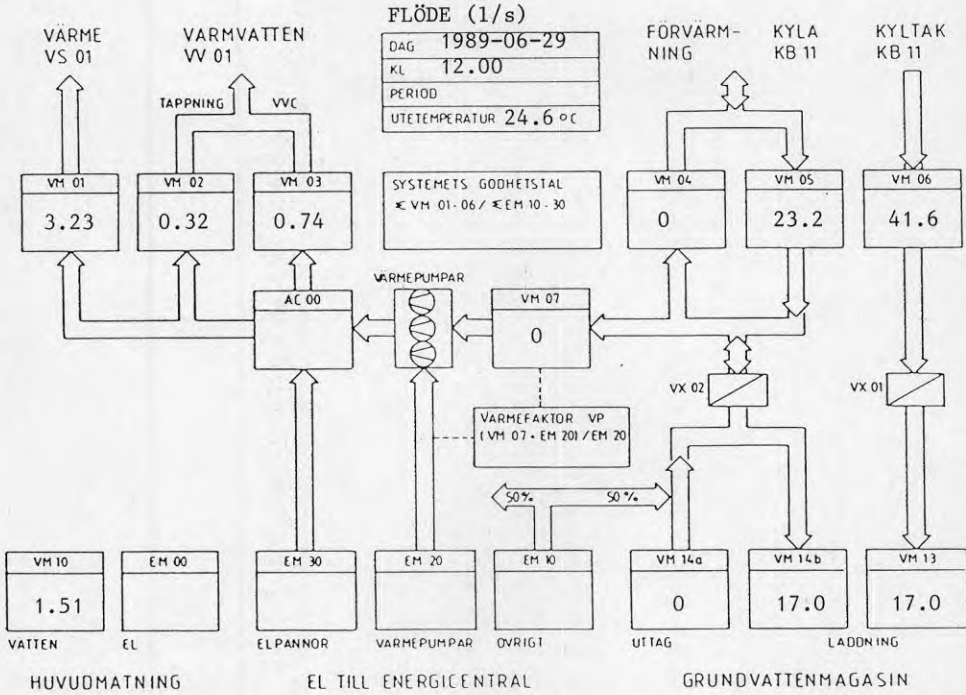 FLÖDE (1/s)
VÄRME
VS 01
VARMVATTEN
VV 01
DAG 1989-06-29
KL 12.00
PERIOD
UTETEMPERATUR 24.6 °C
FÖRVÄRM-
NING
KYLA
KB 11
KYLTAK
KB 11
TAPPNING VVC
VM 01
3.23
VM 02
0.32
VM 03
0.74
SYSTEMETS GODHETSTAL
Σ VM 01-06 / Σ EM 10-30
VM 04
0
VM 05
23.2
VM 06
41.6
AC 00
VÄRMEPUMPAR
VM 07
0
VX 02
VX 01
VÄRMEFAKTOR VP
(VM 07 + EM 20) / EM 20
50% 50%
VM 10
1.51
VATTEN
EM 00
EL
EM 30
ELPANNOR
EM 20
VÄRMEPUMPAR
EM 10
ÖVRIGT
VM 14a
0
UTTAG
VM 14b
17.0
VM 13
17.0
LADDNING
HUVUDMATNING
EL TILL ENERGICENTRAL
GRUNDVATTENMAGASIN